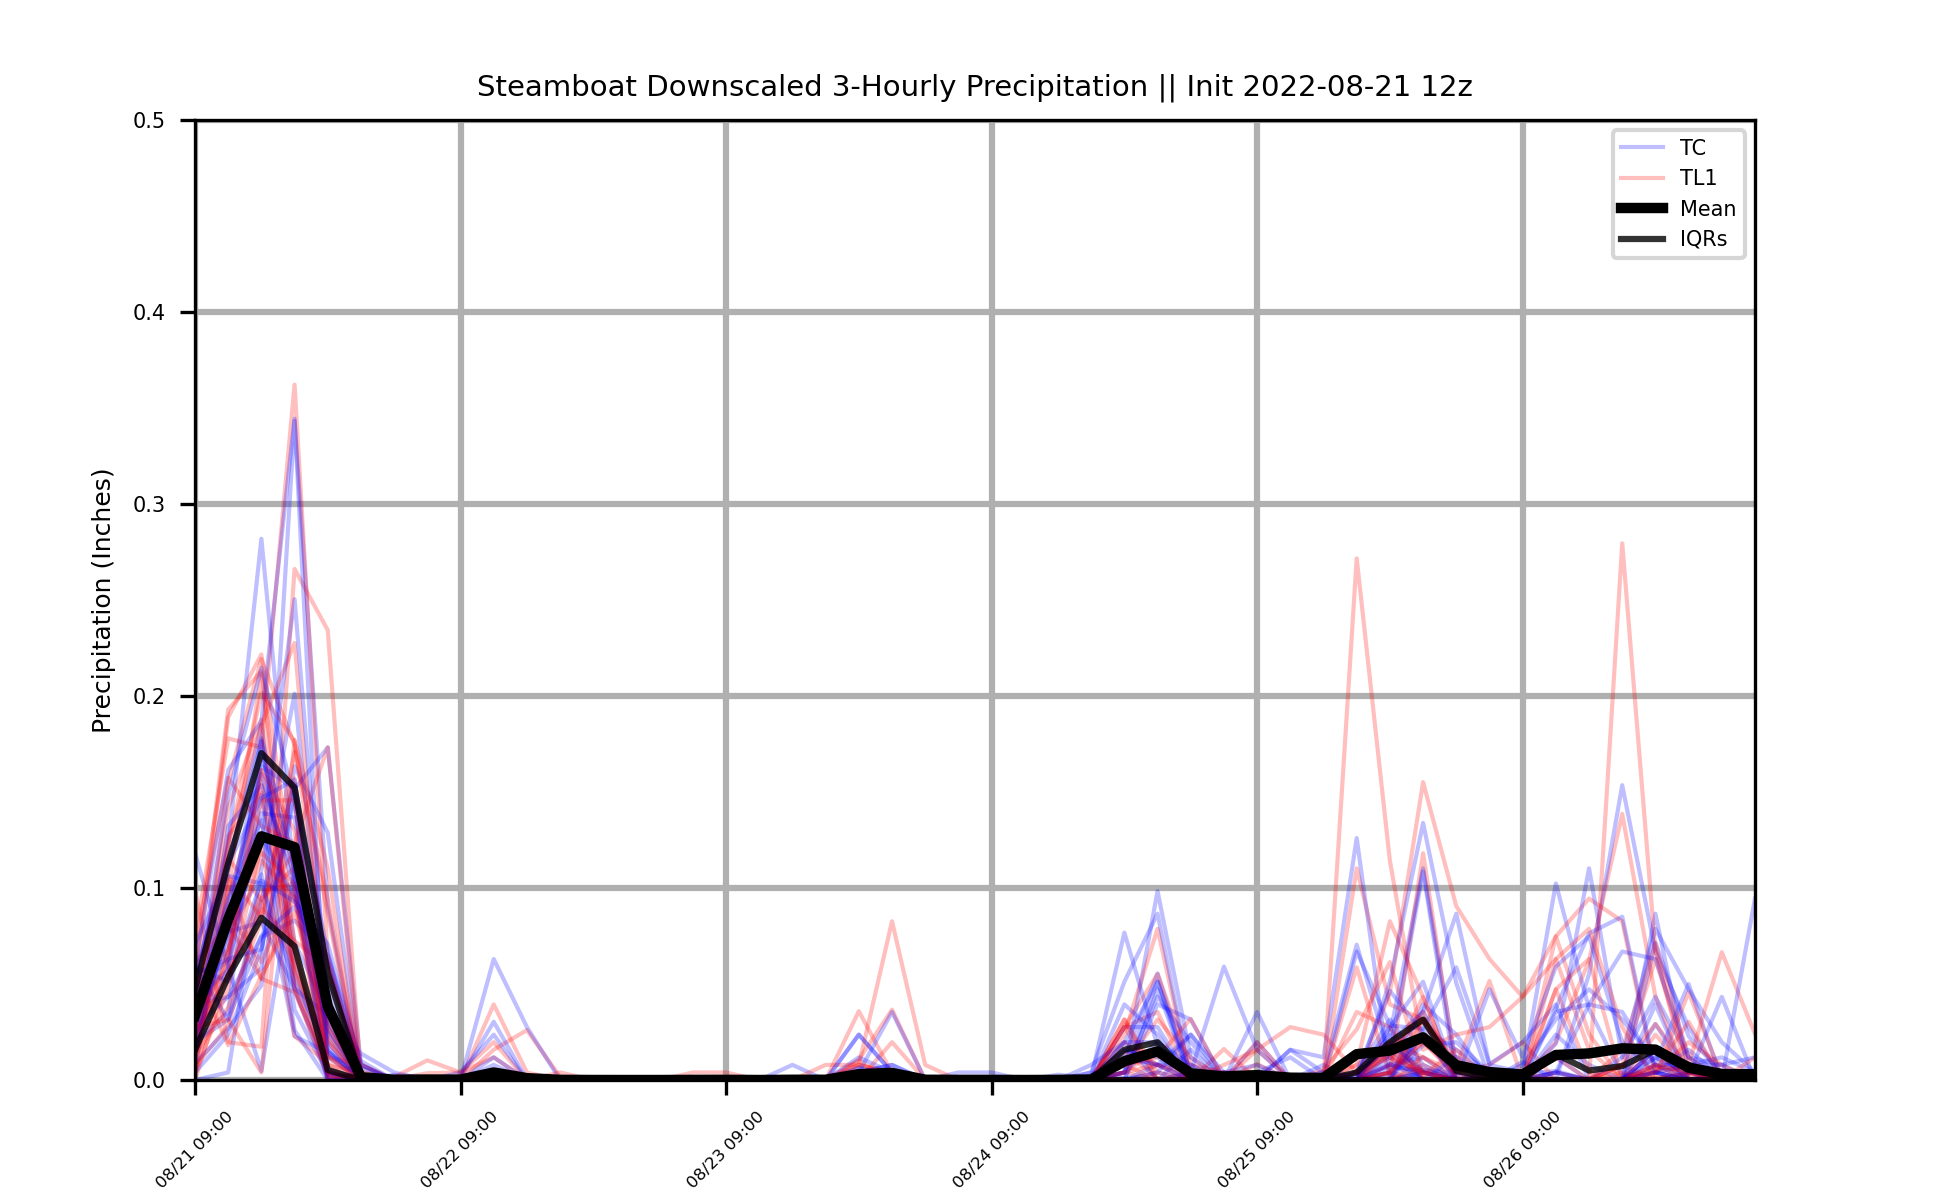 Steamboat Downscaled 3-Hourly Precipitation || Init 2022-08-21 12z
TC
TL1
Mean
IQRs
Precipitation (Inches)
0.5
0.4
0.3
0.2
0.1
0.0
08/21 09:00
08/22 09:00
08/23 09:00
08/24 09:00
08/25 09:00
08/26 09:00